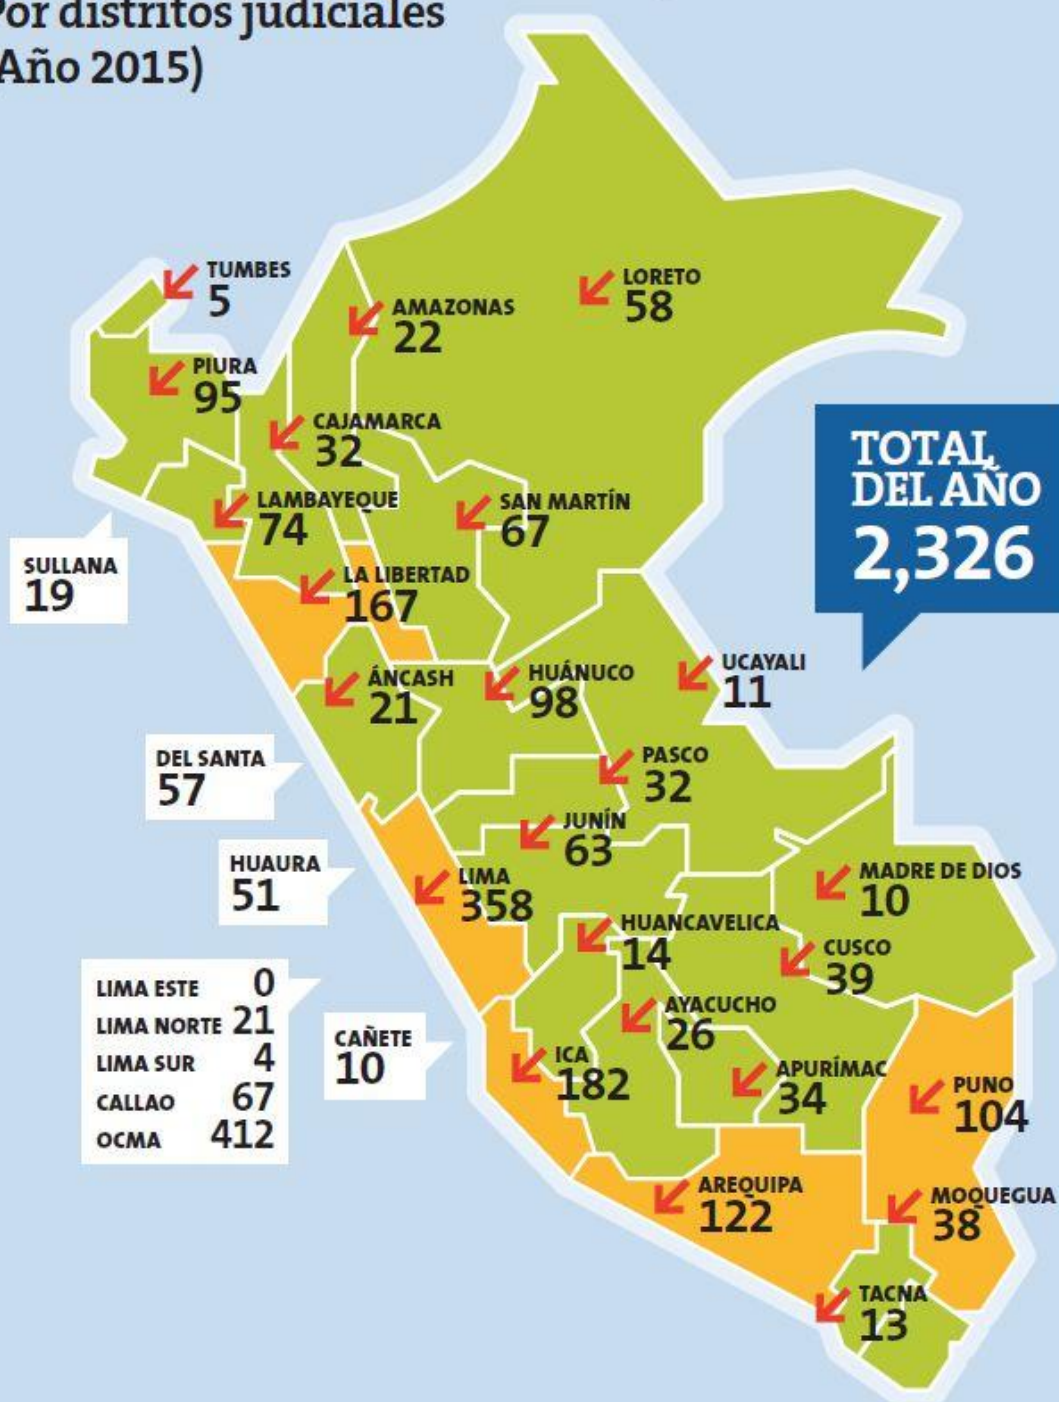 Por distritos judiciales
(Año 2015)
TUMBES
5
LORETO
58
AMAZONAS
22
PIURA
95
CAJAMARCA
32
TOTAL
DEL AÑO
2,326
LAMBAYEQUE
74
SAN MARTÍN
67
SULLANA
19
LA LIBERTAD
167
ÁNCASH
21
HUÁNUCO
98
UCAYALI
11
DEL SANTA
57
PASCO
32
JUNÍN
63
HUAURA
51
LIMA
358
MADRE DE DIOS
10
HUANCAVELICA
14
CUSCO
39
LIMA ESTE 0
LIMA NORTE 21
LIMA SUR 4
CALLAO 67
OCMA 412
CAÑETE
10
AYACUCHO
26
ICA
182
APURÍMAC
34
PUNO
104
AREQUIPA
122
MOQUEGUA
38
TACNA
13